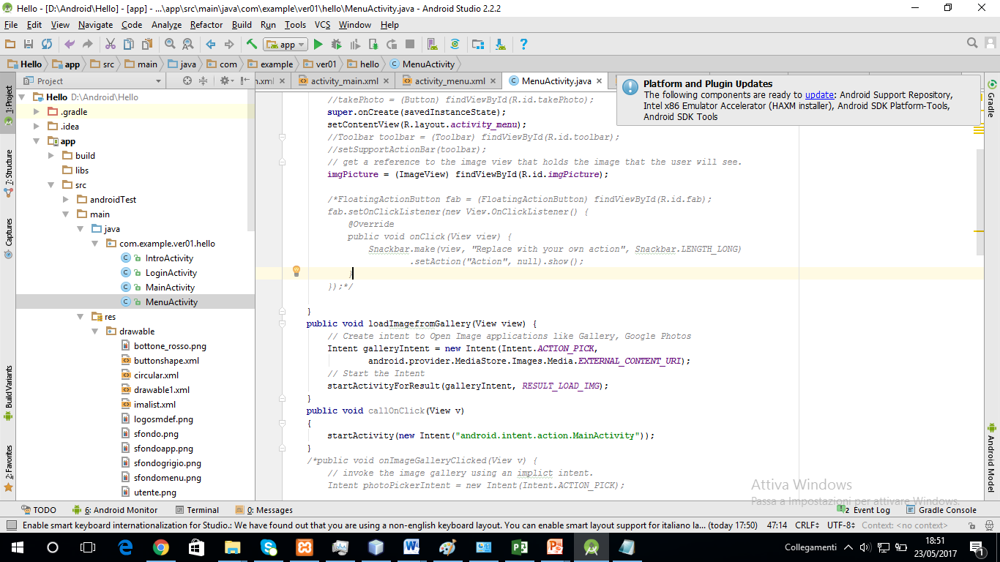 Hello - [D:\Android\Hello] - [app] - ...\app\src\main\java\com\example\ver01\hello\MenuActivity.java - Android Studio 2.2.2
File Edit View Navigate Code Analyze Refactor Build Run Tools VCS Window Help
app
Hello app src main java com example ver01 hello MenuActivity
Project
n.xml activity_main.xml activity_menu.xml MenuActivity.java
Platform and Plugin Updates
The following components are ready to update: Android Support Repository,
Intel x86 Emulator Accelerator (HAXM installer), Android SDK Platform-Tools,
Android SDK Tools
1: Project
7: Structure
Captures
Build Variants
2: Favorites
Hello D:\Android\Hello
.gradle
.idea
app
build
libs
src
androidTest
main
java
com.example.ver01.hello
IntroActivity
LoginActivity
MainActivity
MenuActivity
res
drawable
bottone_rosso.png
buttonshape.xml
circular.xml
drawable1.xml
imalist.xml
logosmdef.png
sfondo.png
sfondoapp.png
sfondogrigio.png
sfondomenu.png
utente.png
//takePhoto = (Button) findViewById(R.id.takePhoto);
super.onCreate(savedInstanceState);
setContentView(R.layout.activity_menu);
//Toolbar toolbar = (Toolbar) findViewById(R.id.toolbar);
//setSupportActionBar(toolbar);
// get a reference to the image view that holds the image that the user will see.
imgPicture = (ImageView) findViewById(R.id.imgPicture);
/*FloatingActionButton fab = (FloatingActionButton) findViewById(R.id.fab);
fab.setOnClickListener(new View.OnClickListener() {
@Override
public void onClick(View view) {
Snackbar.make(view, "Replace with your own action", Snackbar.LENGTH_LONG)
.setAction("Action", null).show();
}
});*/
}
public void loadImagefromGallery(View view) {
// Create intent to Open Image applications like Gallery, Google Photos
Intent galleryIntent = new Intent(Intent.ACTION_PICK,
android.provider.MediaStore.Images.Media.EXTERNAL_CONTENT_URI);
// Start the Intent
startActivityForResult(galleryIntent, RESULT_LOAD_IMG);
}
public void callOnClick(View v)
{
startActivity(new Intent("android.intent.action.MainActivity"));
}
/*public void onImageGalleryClicked(View v) {
// invoke the image gallery using an implict intent.
Intent photoPickerIntent = new Intent(Intent.ACTION_PICK);
Gradle
Android Model
Attiva Windows
Passa a Impostazioni per attivare Windows.
TODO 6: Android Monitor Terminal 0: Messages 2 Event Log Gradle Console
Enable smart keyboard internationalization for Studio.: We have found out that you are using a non-english keyboard layout. You can enable smart layout support for italiano la... (today 17:50) 47:14 CRLF UTF-8 Context: <no context>
Collegamenti
18:51
23/05/2017
1